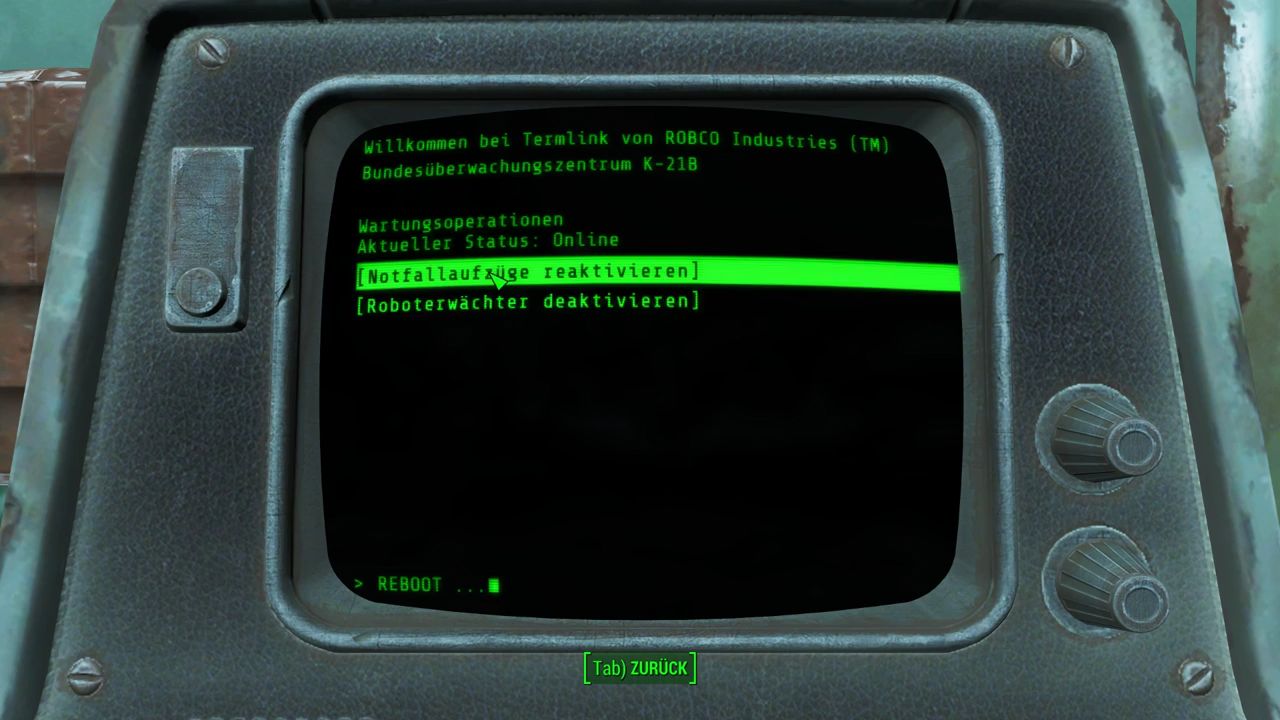 Willkommen bei Termlink von ROBCO Industries (TM)
Bundesüberwachungszentrum K-21B
Wartungsoperationen
Aktueller Status: Online
[Notfallaufzüge reaktivieren]
[Roboterwächter deaktivieren]
> REBOOT ...
Tab) ZURÜCK